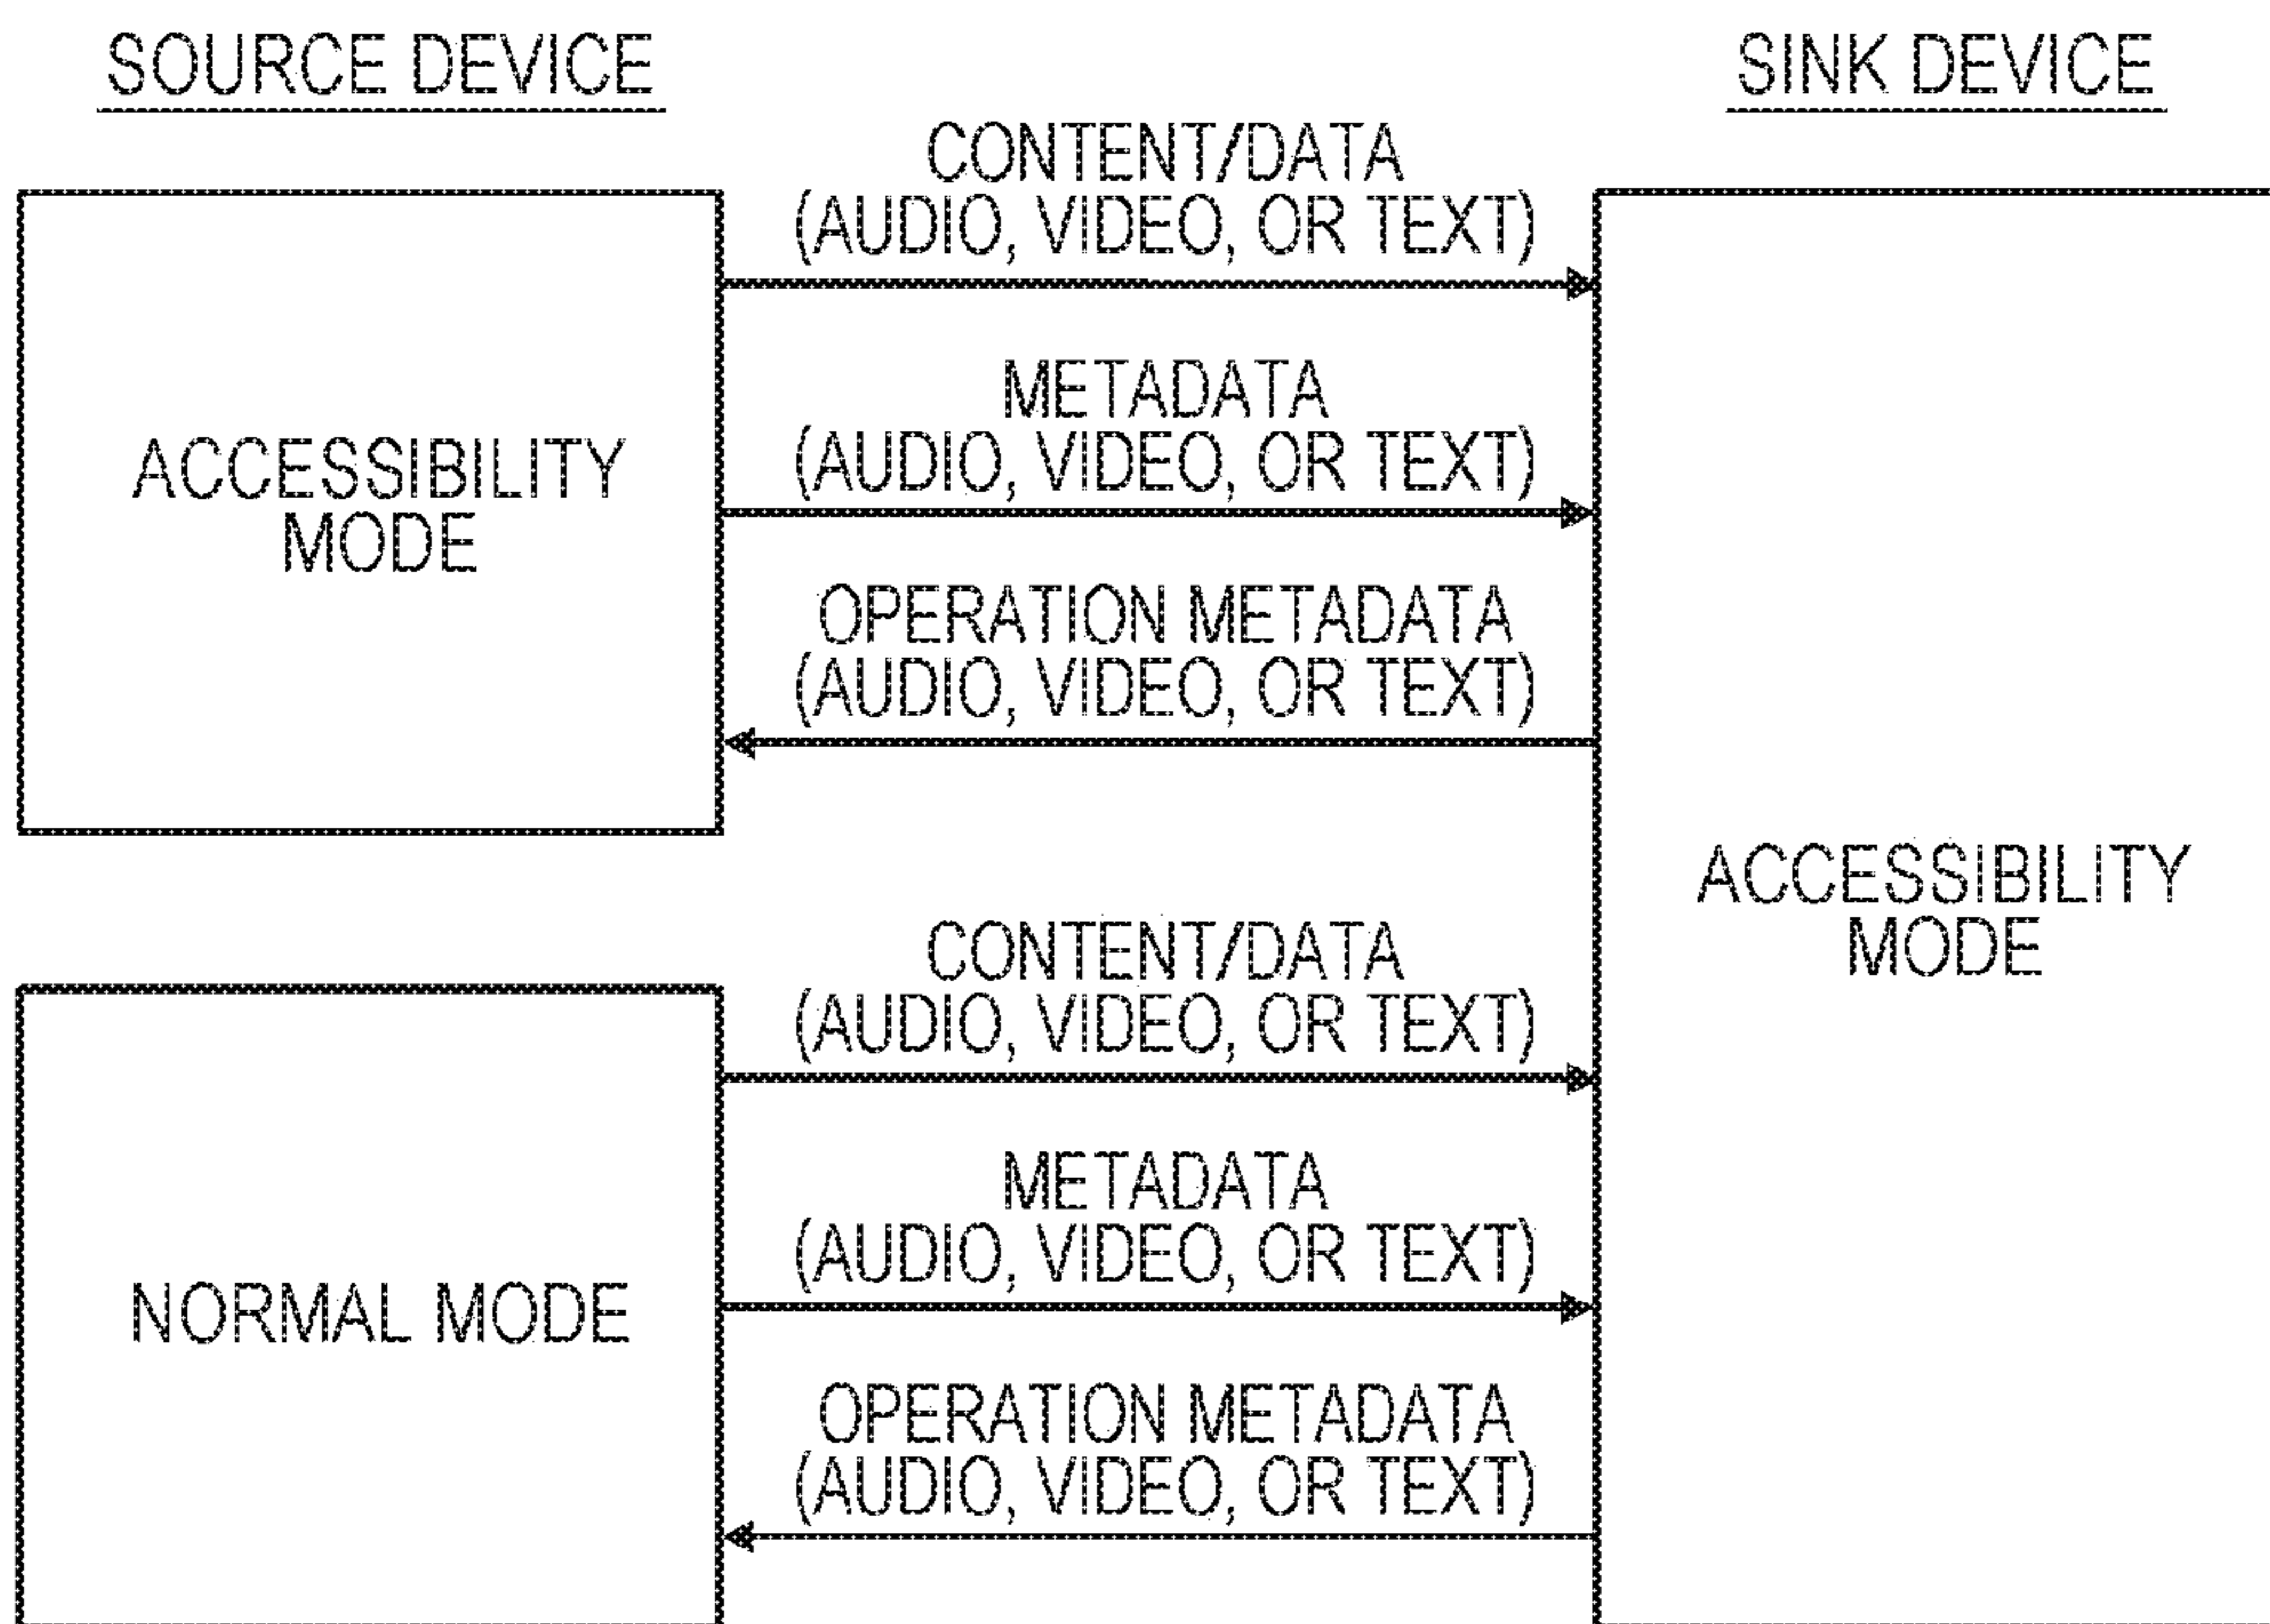 SOURCE DEVICE
SINK DEVICE
CONTENT/DATA
(AUDIO, VIDEO, OR TEXT)
METADATA
(AUDIO, VIDEO, OR TEXT)
OPERATION METADATA
(AUDIO, VIDEO, OR TEXT)
ACCESSIBILITY
MODE
CONTENT/DATA
(AUDIO, VIDEO, OR TEXT)
METADATA
(AUDIO, VIDEO, OR TEXT)
OPERATION METADATA
(AUDIO, VIDEO, OR TEXT)
NORMAL MODE
ACCESSIBILITY
MODE